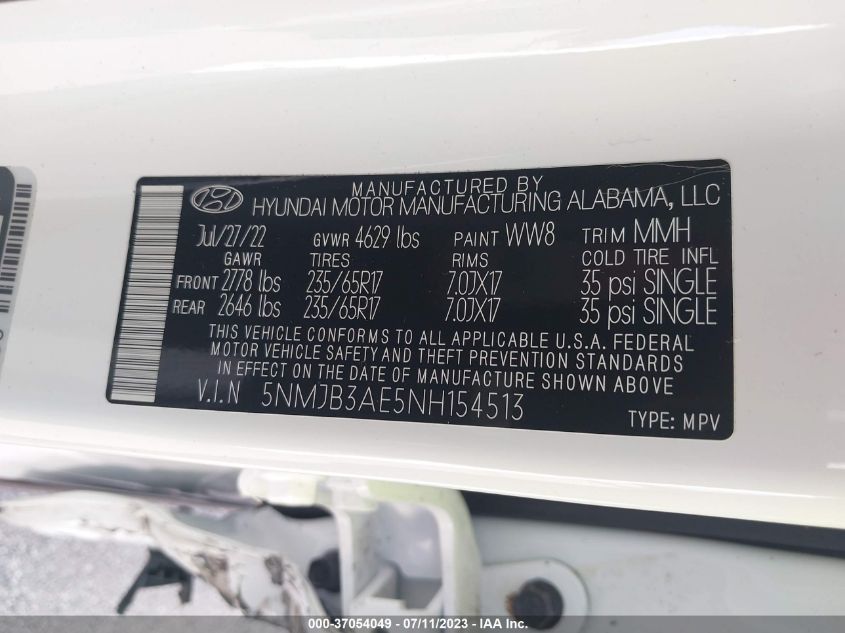 MANUFACTURED BY
HYUNDAI MOTOR MANUFACTURING ALABAMA, LLC
Jul/27/22 GVWR 4629 lbs PAINT WW8 TRIM MMH
GAWR TIRES RIMS COLD TIRE INFL
FRONT 2778 lbs 235/65R17 7.0JX17 35 psi SINGLE
REAR 2646 lbs 235/65R17 7.0JX17 35 psi SINGLE
THIS VEHICLE CONFORMS TO ALL APPLICABLE U.S.A. FEDERAL
MOTOR VEHICLE SAFETY AND THEFT PREVENTION STANDARDS
IN EFFECT ON THE DATE OF MANUFACTURE SHOWN ABOVE
V.I.N 5NMJB3AE5NH154513
TYPE: MPV
000-37054049 - 07/11/2023 - IAA Inc.